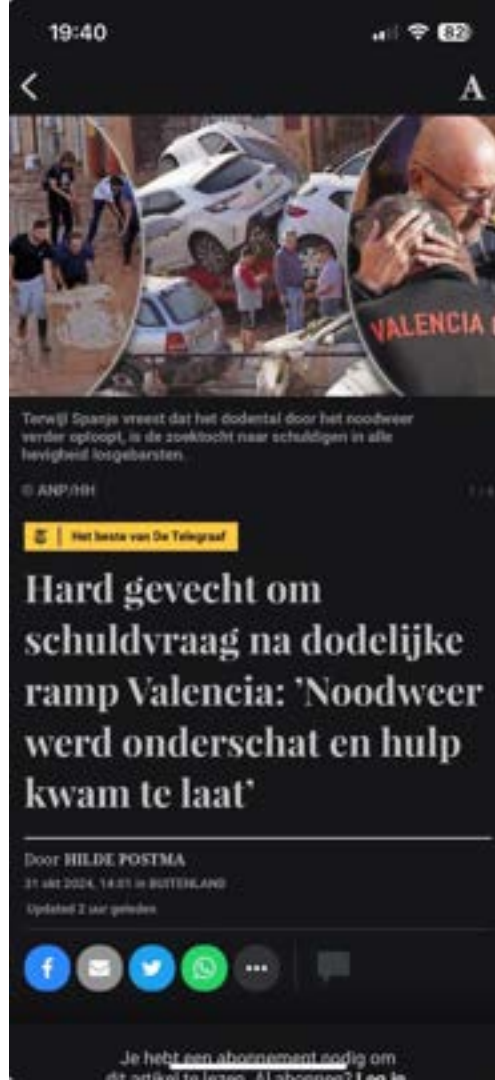 19:40
82
A
VALENCIA
Terwijl Spanje vreest dat het dodental door het noodweer
verder oploopt, is de zoektocht naar schuldigen in alle
hevigheid losgebarsten.
© ANP/HH
Het beste van De Telegraaf
Hard gevecht om
schuldvraag na dodelijke
ramp Valencia: ’Noodweer
werd onderschat en hulp
kwam te laat’
Door HILDE POSTMA
31 okt 2024, 14:01 in BUITENLAND
Updated 2 uur geleden
Je hebt een abonnement nodig om
dit artikel te lezen. Al abonnee? Log in